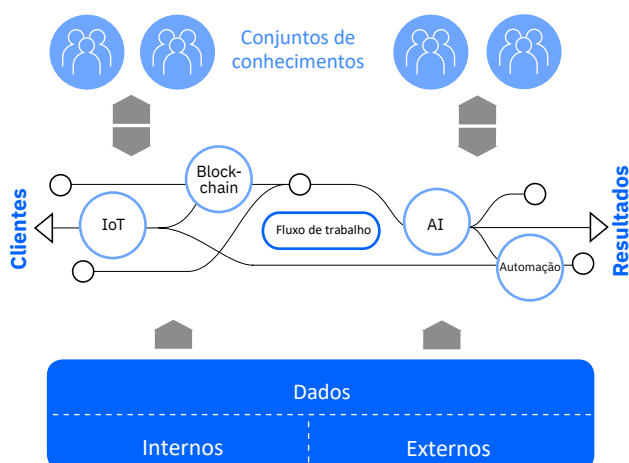 Conjuntos de
conhecimentos
Block-
chain
Clientes
IoT
Fluxo de trabalho
AI
Automação
Resultados
Dados
Internos
Externos